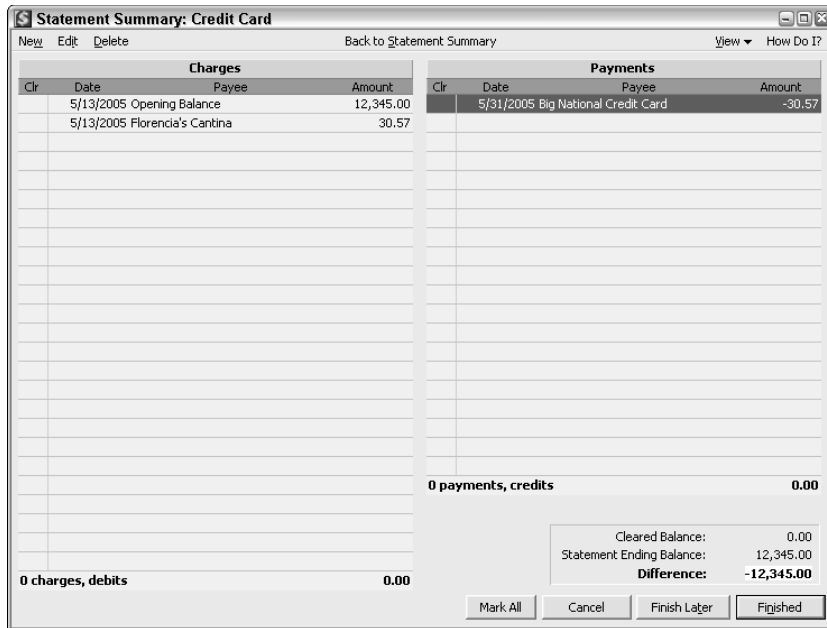 Statement Summary: Credit Card
New Edit Delete Back to Statement Summary View How Do I?
Charges
Clr Date Payee Amount
5/13/2005 Opening Balance 12,345.00
5/13/2005 Florencia's Cantina 30.57
0 charges, debits 0.00
Payments
Clr Date Payee Amount
5/31/2005 Big National Credit Card -30.57
0 payments, credits 0.00
Cleared Balance: 0.00
Statement Ending Balance: 12,345.00
Difference: -12,345.00
Mark All Cancel Finish Later Finished